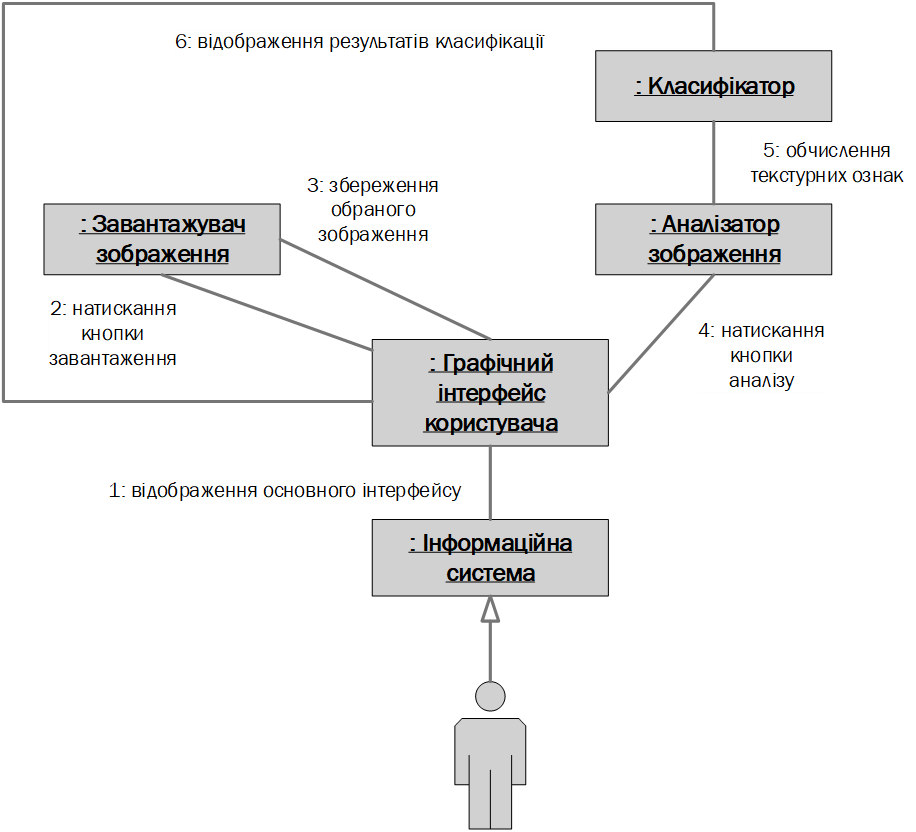 6: відображення результатів класифікації
: Класифікатор
5: обчислення
текстурних ознак
3: збереження
обраного
зображення
: Завантажувач
зображення
: Аналізатор
зображення
2: натискання
кнопки
завантаження
4: натискання
кнопки
аналізу
: Графічний
інтерфейс
користувача
1: відображення основного інтерфейсу
: Інформаційна
система